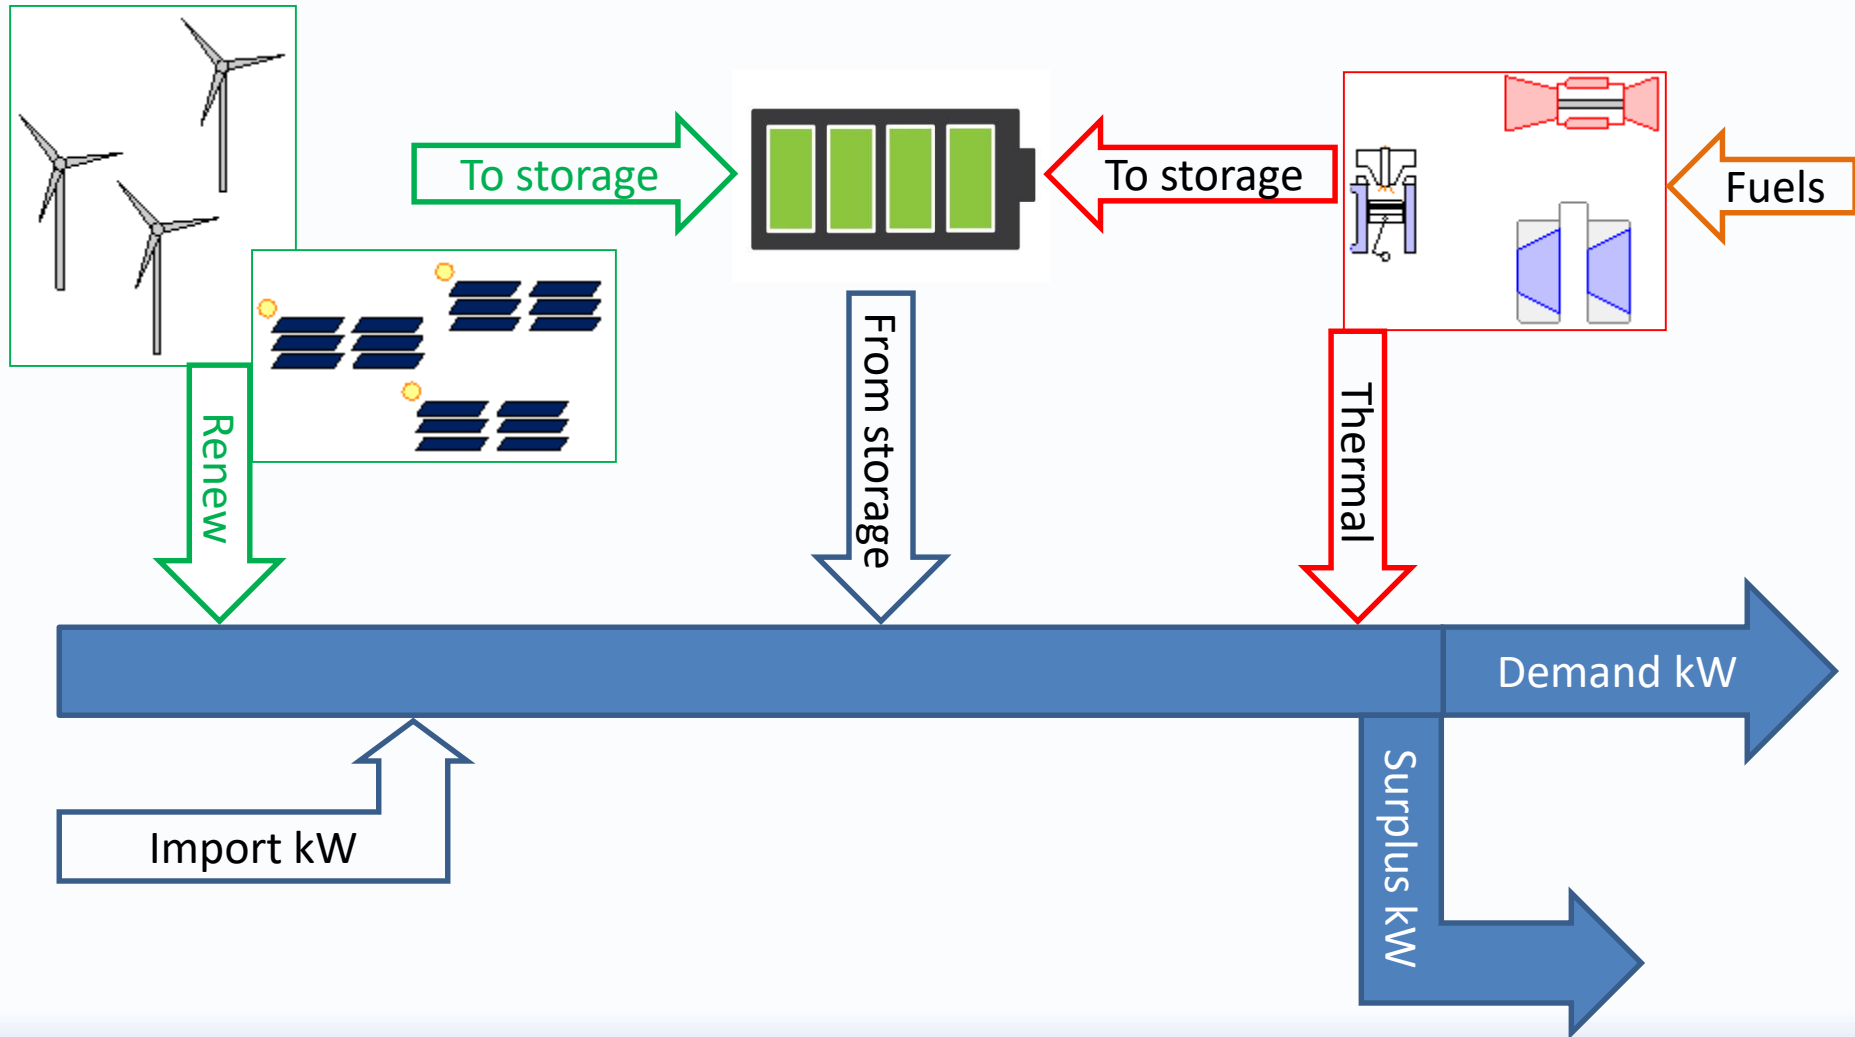 To storage
To storage
Fuels
Renew
From storage
Thermal
Demand kW
Import kW
Surplus kW